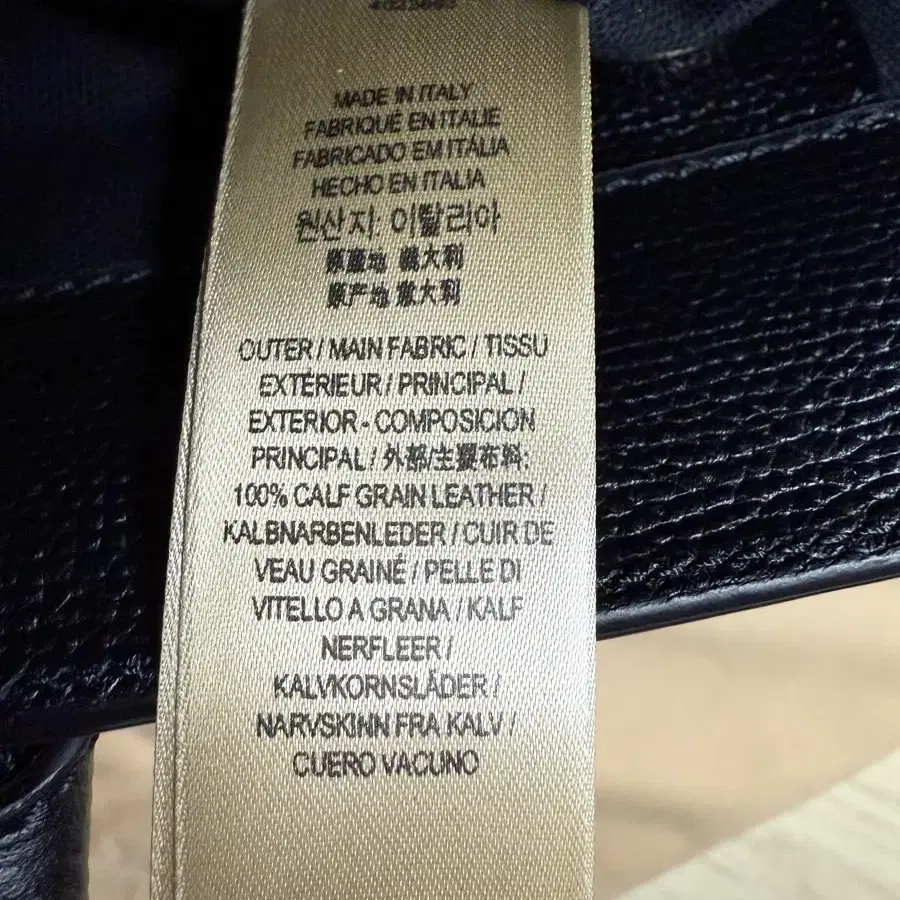 MADE IN ITALY
FABRIQUÉ EN ITALIE
FABRICADO EM ITÁLIA
HECHO EN ITALIA
원산지: 이탈리아
原產地 義大利
原产地 意大利
OUTER / MAIN FABRIC / TISSU
EXTÉRIEUR / PRINCIPAL /
EXTERIOR - COMPOSICION
PRINCIPAL / 外部/主要布料:
100% CALF GRAIN LEATHER /
KALBNARBENLEDER / CUIR DE
VEAU GRAINÉ / PELLE DI
VITELLO A GRANA / KALF
NERFLEER /
KALVKORNSLÄDER /
NARVSKINN FRA KALV /
CUERO VACUNO